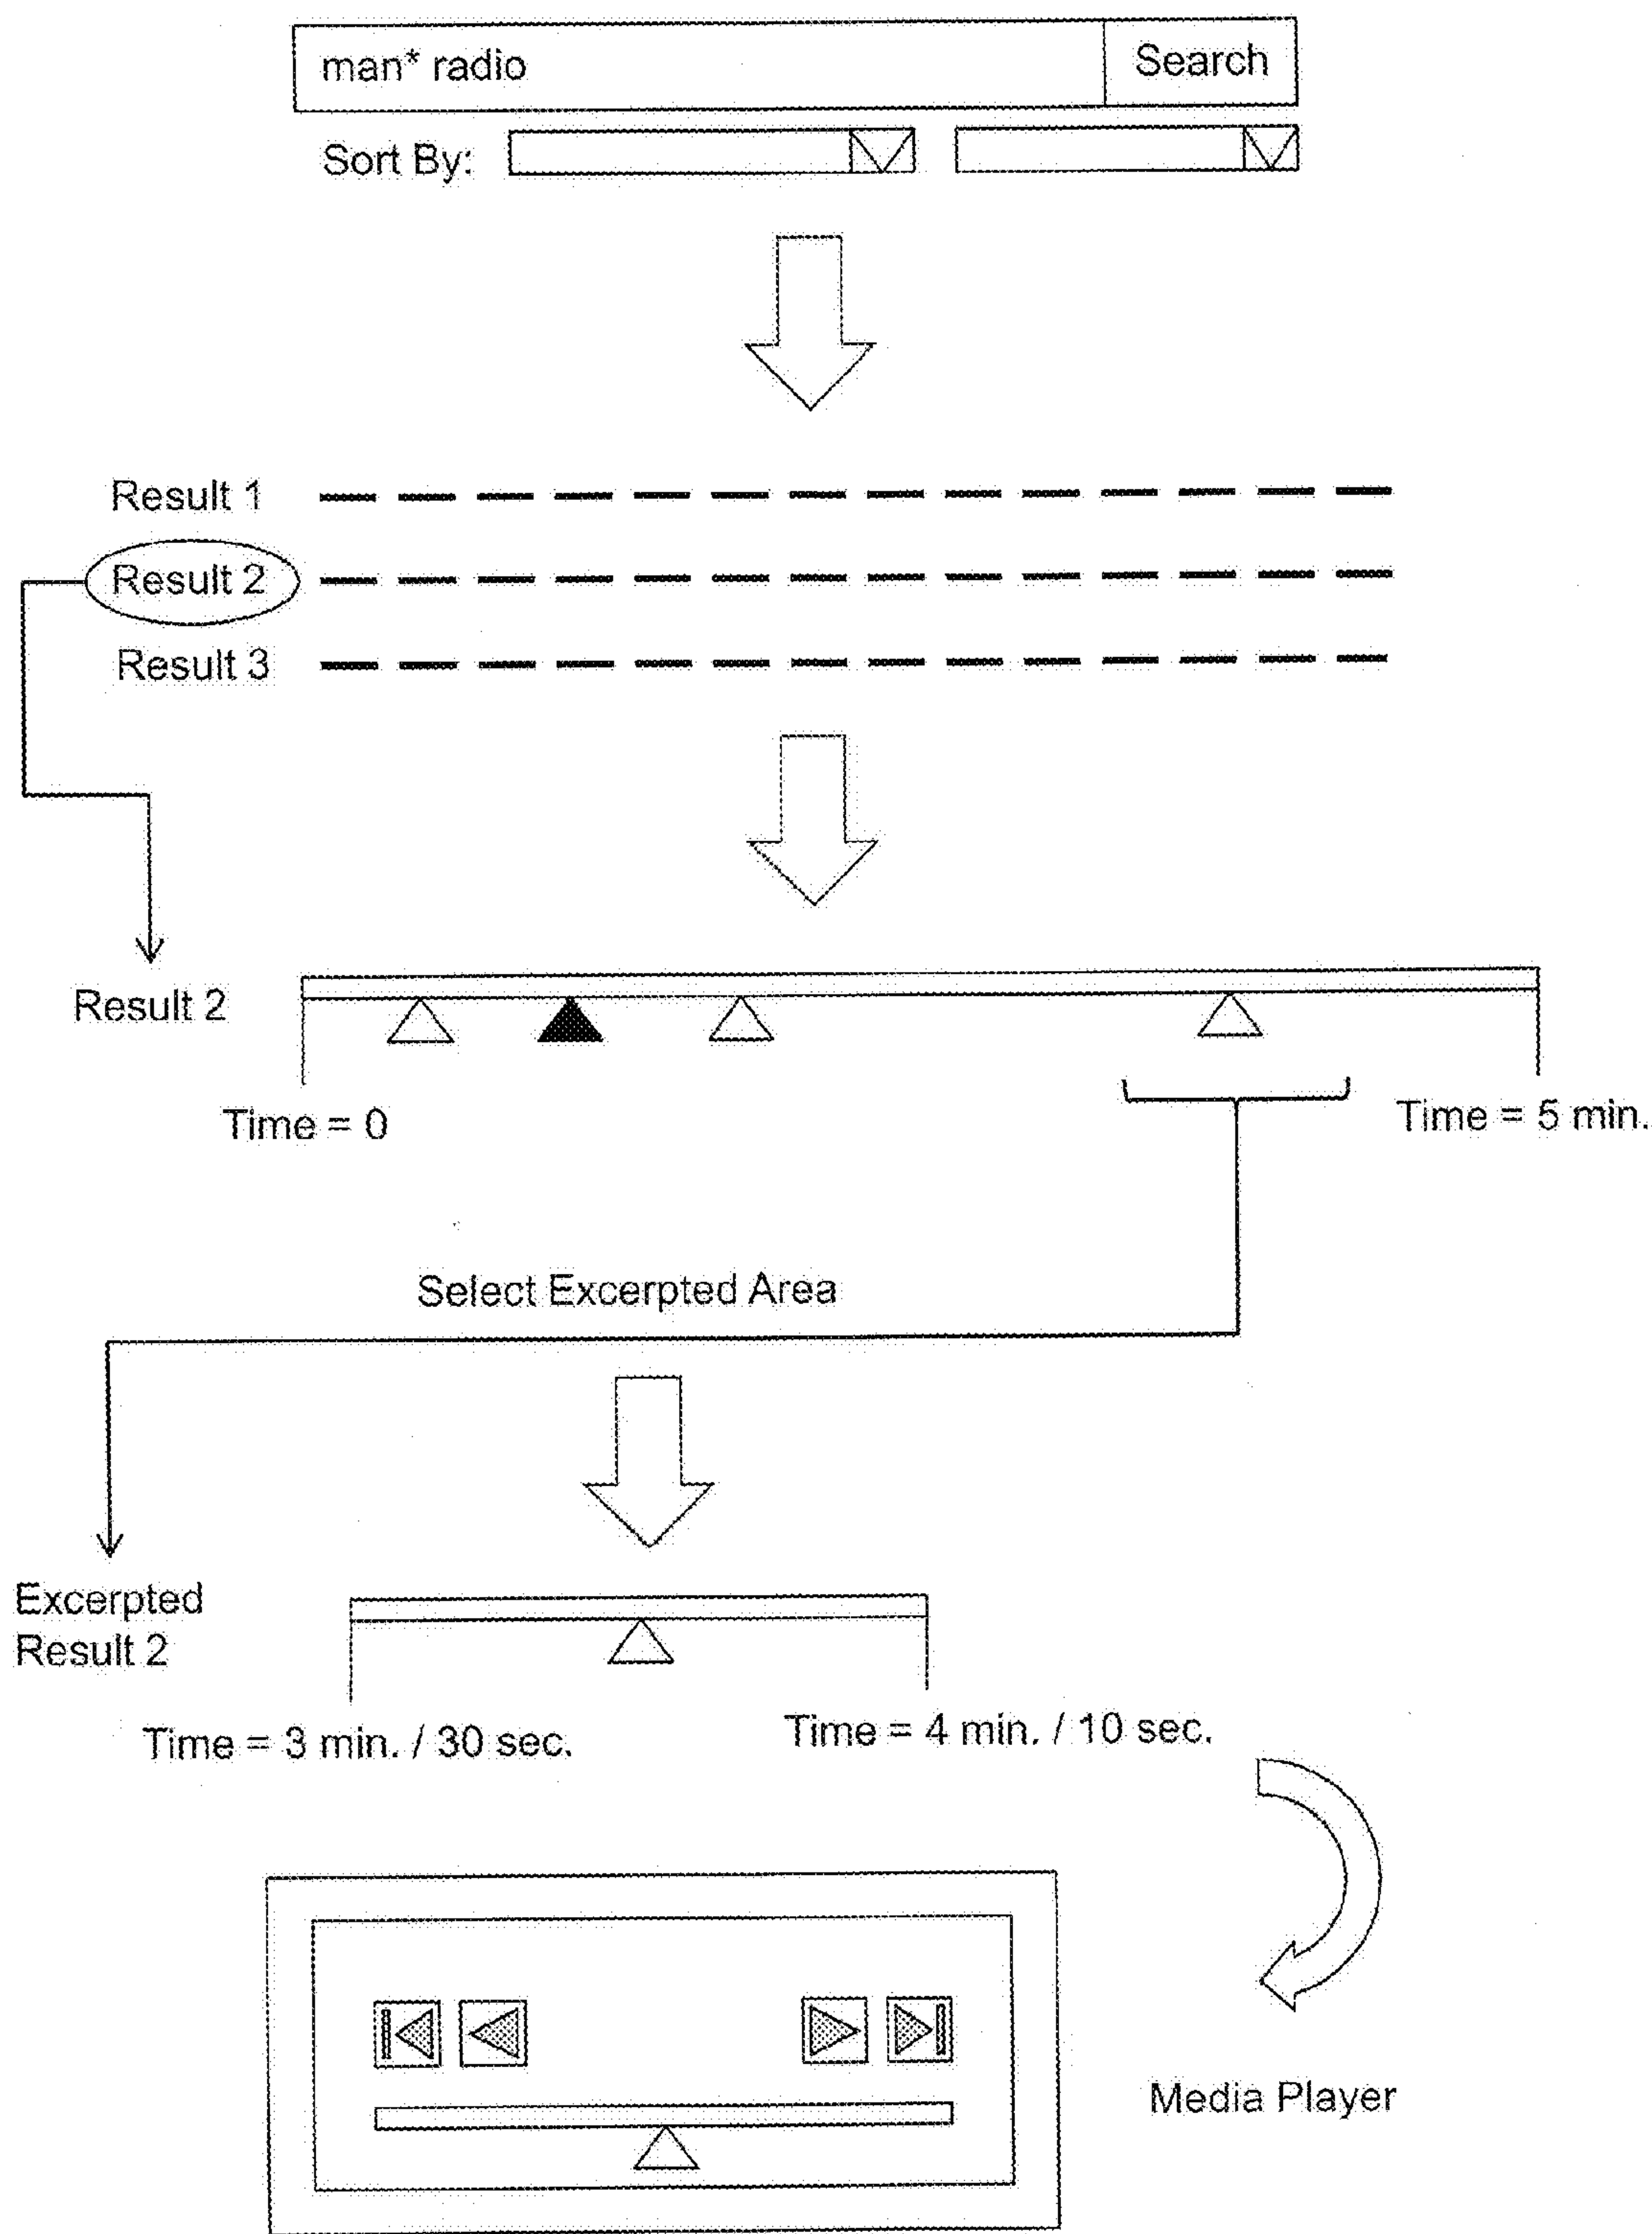 man* radio Search
Sort By:
Result 1
Result 2
Result 3
Result 2
Time = 0
Time = 5 min.
Select Excerpted Area
Excerpted
Result 2
Time = 3 min. / 30 sec.
Time = 4 min. / 10 sec.
Media Player